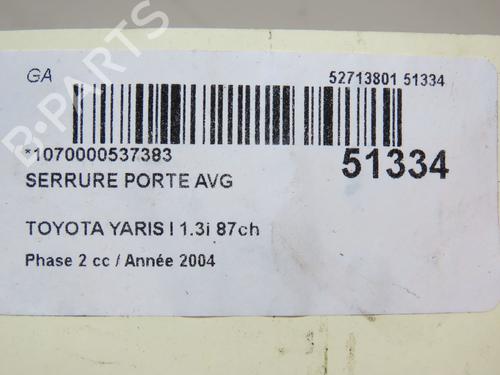 B-PARTS
GA
52713801 51334
*1070000537383
51334
SERRURE PORTE AVG
TOYOTA YARIS I 1.3i 87ch
Phase 2 cc / Année 2004